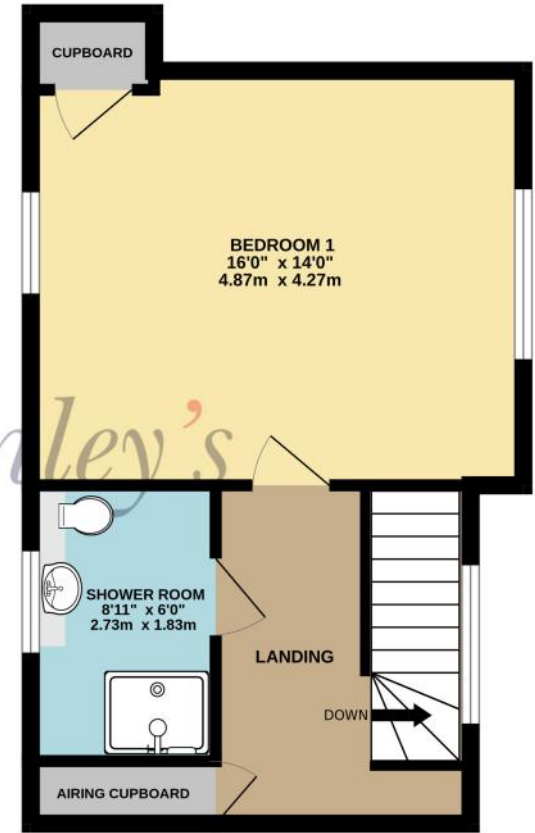 CUPBOARD
BEDROOM 1
16'0" x 14'0"
4.87m x 4.27m
nley's
SHOWER ROOM
8'11" x 6'0"
2.73m x 1.83m
LANDING
DOWN
AIRING CUPBOARD